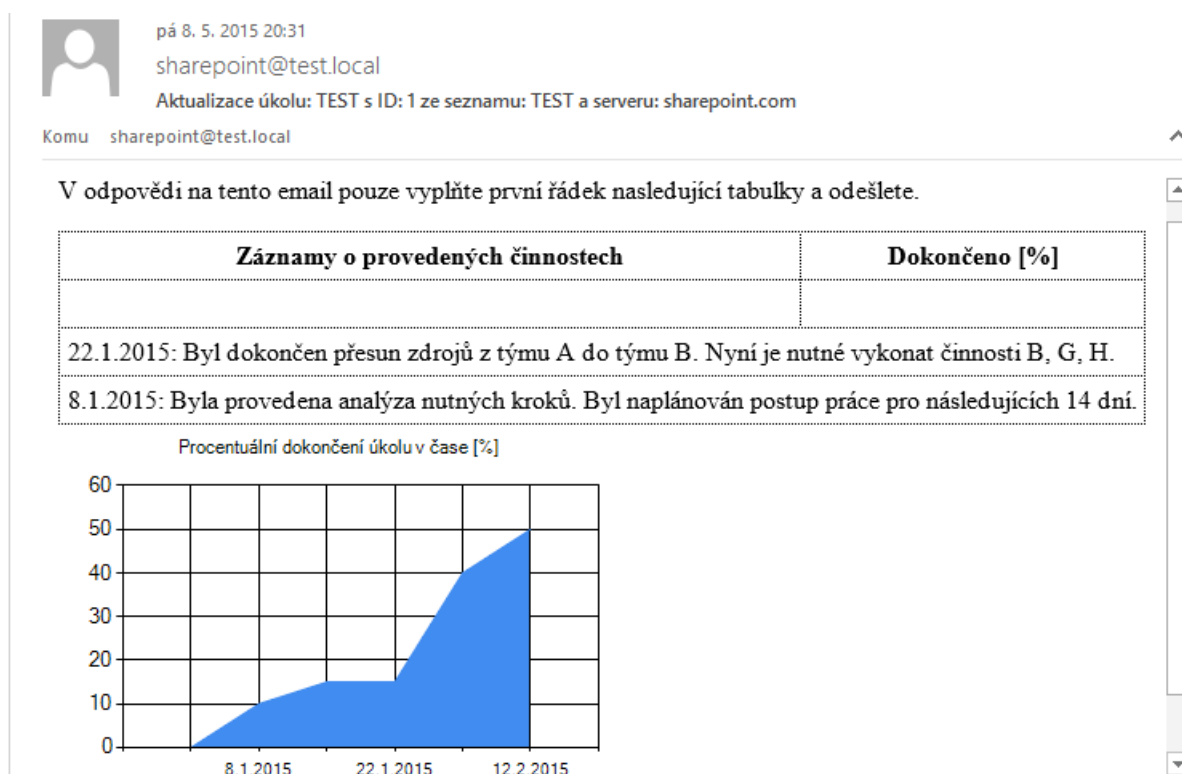 pá 8. 5. 2015 20:31
sharepoint@test.local
Aktualizace úkolu: TEST s ID: 1 ze seznamu: TEST a serveru: sharepoint.com
Komu sharepoint@test.local
V odpovědi na tento email pouze vyplňte první řádek nasledující tabulky a odešlete.
Záznamy o provedených činnostech Dokončeno [%]
22.1.2015: Byl dokončen přesun zdrojů z týmu A do týmu B. Nyní je nutné vykonat činnosti B, G, H.
8.1.2015: Byla provedena analýza nutných kroků. Byl naplánován postup práce pro následujících 14 dní.
Procentuální dokončení úkolu v čase [%]
60
50
40
30
20
10
0
8.1.2015 22.1.2015 12.2.2015